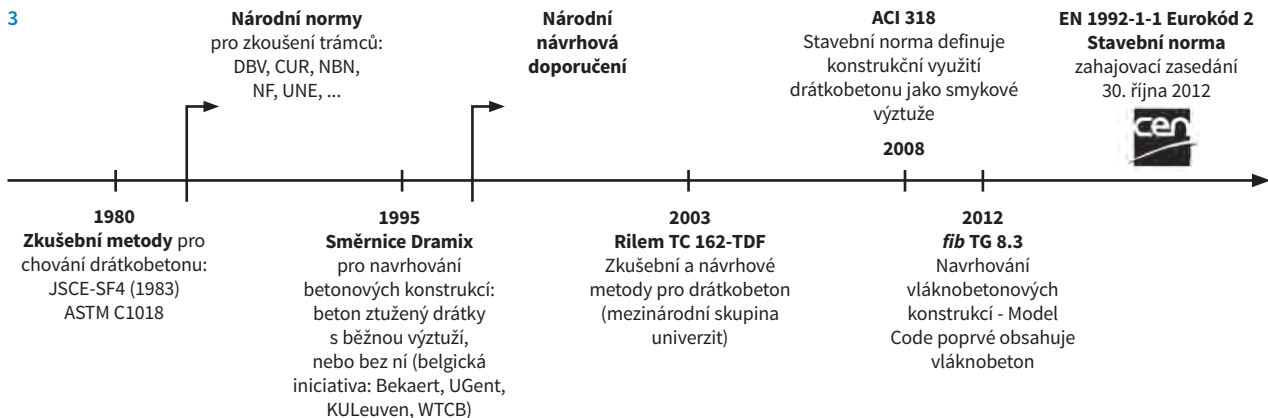 3
Národní normy
pro zkoušení trámců:
DBV, CUR, NBN,
NF, UNE, ...
Národní
návrhová
doporučení
ACI 318
Stavební norma definuje
konstrukční využití
drátkobetonu jako smykové
výztuže
2008
EN 1992-1-1 Eurokód 2
Stavební norma
zahajovací zasedání
30. října 2012
cen
1980
Zkušební metody pro
chování drátkobetonu:
JSCE-SF4 (1983)
ASTM C1018
1995
Směrnice Dramix
pro navrhování
betonových konstrukcí:
beton ztužený drátky
s běžnou výztuží,
nebo bez ní (belgická
iniciativa: Bekaert, UGent,
KULeuven, WTCB)
2003
Rilem TC 162-TDF
Zkušební a návrhové
metody pro drátkobeton
(mezinárodní skupina
univerzit)
2012
fib TG 8.3
Navrhování
vláknobetonových
konstrukcí - Model
Code poprvé obsahuje
vláknobeton